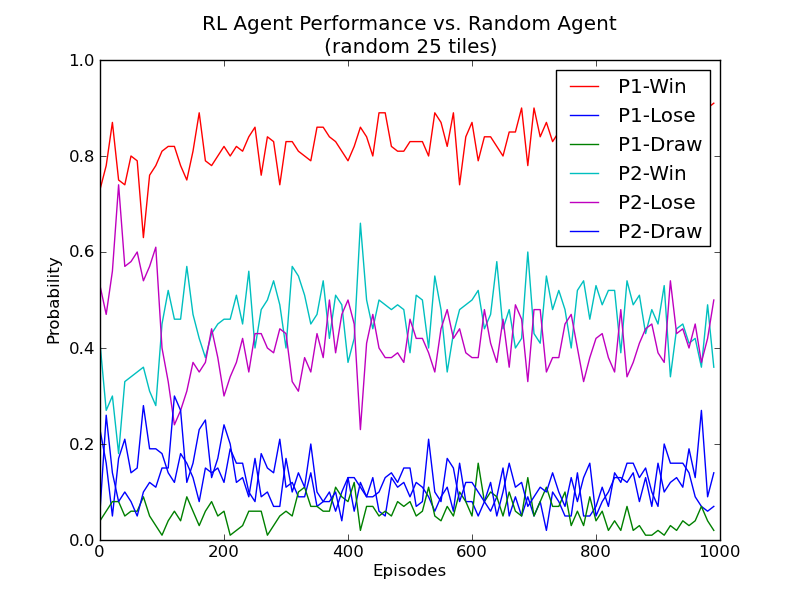 RL Agent Performance vs. Random Agent
(random 25 tiles)
1.0
0.8
0.6
0.4
0.2
0.0
Probability
P1-Win
P1-Lose
P1-Draw
P2-Win
P2-Lose
P2-Draw
0 200 400 600 800 1000
Episodes